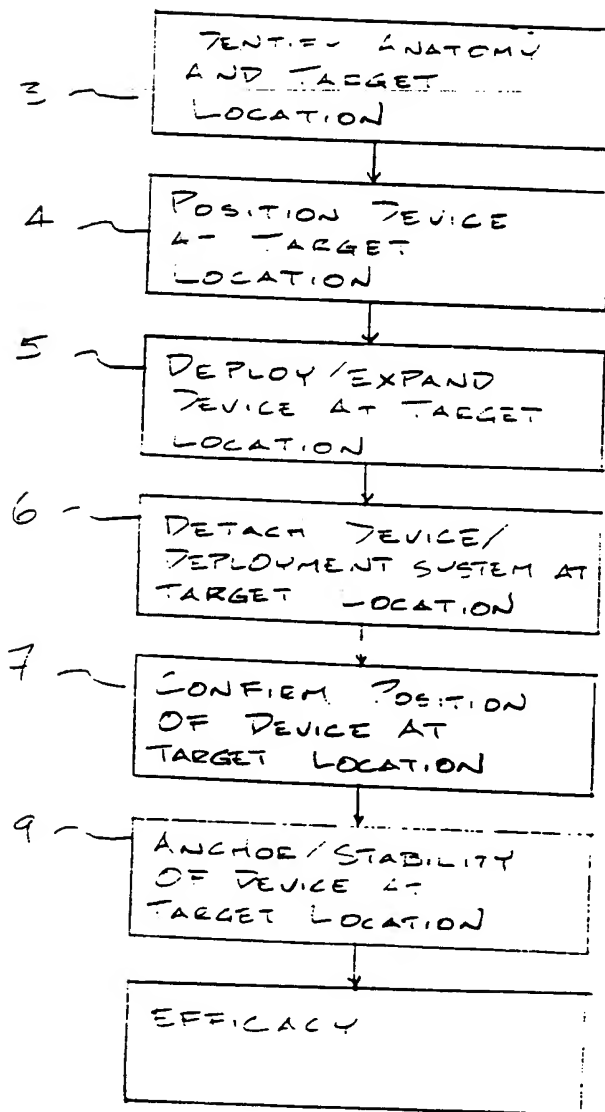 3
IDENTIFY ANATOMY
AND TARGET
LOCATION
4
POSITION DEVICE
AT TARGET
LOCATION
5
DEPLOY/EXPAND
DEVICE AT TARGET
LOCATION
6
DETACH DEVICE/
DEPLOYMENT SYSTEM AT
TARGET LOCATION
7
CONFIRM POSITION
OF DEVICE AT
TARGET LOCATION
9
ANCHOR/STABILITY
OF DEVICE AT
TARGET LOCATION
EFFICACY